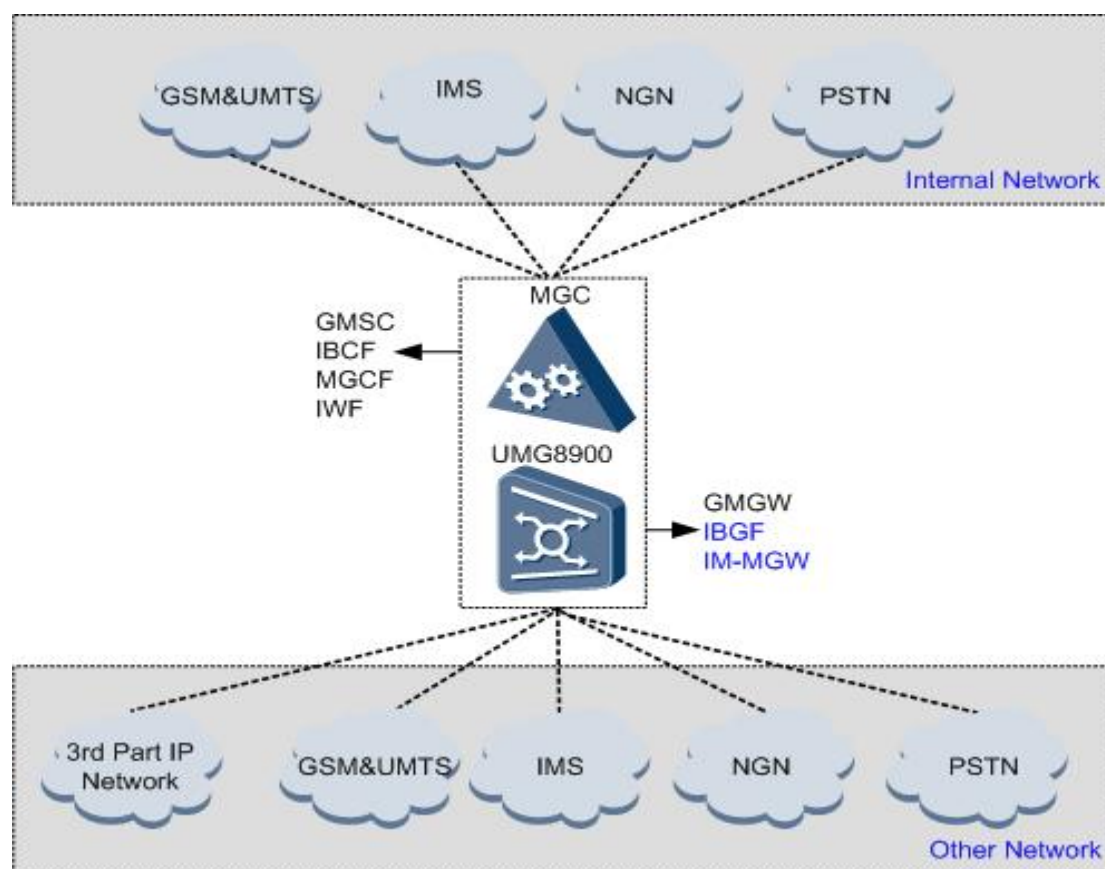 GSM&UMTS
IMS
NGN
PSTN
Internal Network
MGC
GMSC
IBCF
MGCF
IWF
UMG8900
GMGW
IBGF
IM-MGW
3rd Part IP
Network
GSM&UMTS
IMS
NGN
PSTN
Other Network